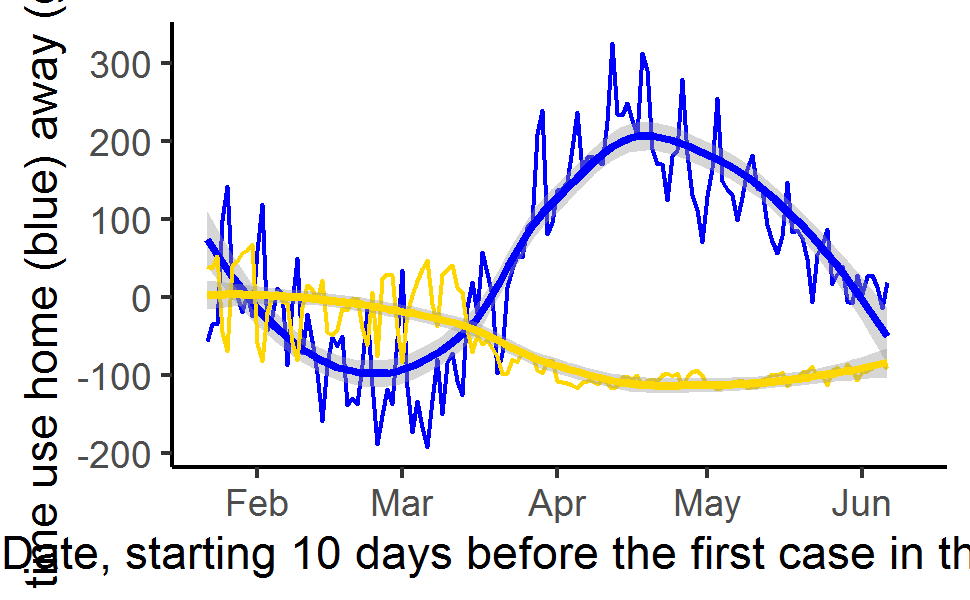 time use home (blue) away (
300
200
100
0
-100
-200
Feb Mar Apr May Jun
Date, starting 10 days before the first case in th